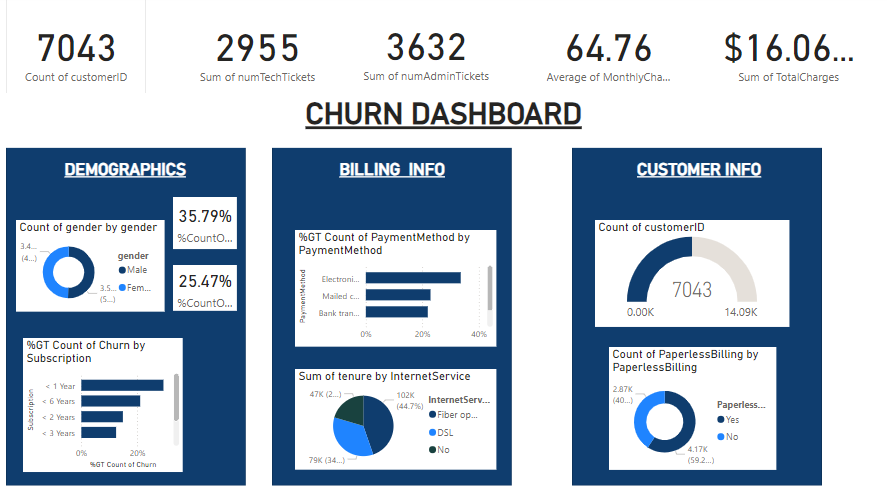 7043
Count of customerID
2955
Sum of numTechTickets
3632
Sum of numAdminTickets
64.76
Average of MonthlyCha...
$16.06...
Sum of TotalCharges
CHURN DASHBOARD
DEMOGRAPHICS
Count of gender by gender
3.4...
(4...)
3.5...
(5...)
gender
Male
Fem...
35.79%
%CountO...
25.47%
%CountO...
%GT Count of Churn by
Subscription
Subscription
< 1 Year
< 6 Years
< 2 Years
< 3 Years
0%
20%
%GT Count of Churn
BILLING INFO
%GT Count of PaymentMethod by
PaymentMethod
PaymentMethod
Electroni...
Mailed c...
Bank tran...
0%
20%
40%
Sum of tenure by InternetService
47K (2...)
102K
(44.7%)
79K (34...)
InternetServ...
Fiber op...
DSL
No
CUSTOMER INFO
Count of customerID
7043
0.00K
14.09K
Count of PaperlessBilling by
PaperlessBilling
2.87K
(40...)
4.17K
(59.2...)
Paperless...
Yes
No